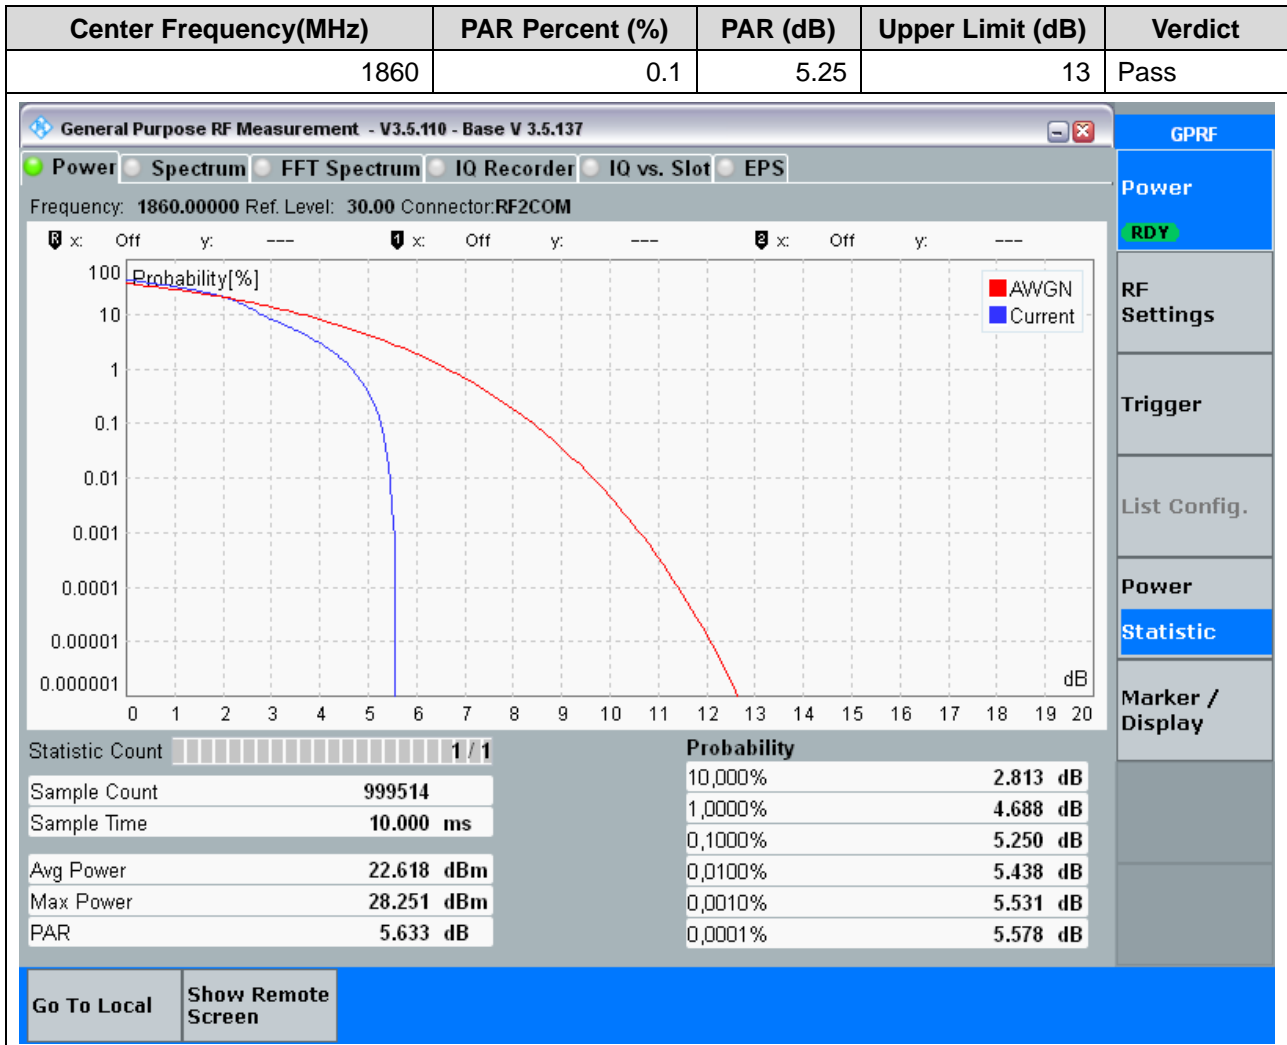 Center Frequency(MHz) PAR Percent (%) PAR (dB) Upper Limit (dB) Verdict
1860 0.1 5.25 13 Pass
General Purpose RF Measurement - V3.5.110 - Base V 3.5.137
GPRF
Power Spectrum FFT Spectrum IQ Recorder IQ vs. Slot EPS
Power
RDY
Frequency: 1860.00000 Ref. Level: 30.00 Connector:RF2COM
R x: Off y: --- 1 x: Off y: --- 2 x: Off y: ---
Probability[%]
AWGN
Current
100
10
1
0.1
0.01
0.001
0.0001
0.00001
0.000001
dB
0 1 2 3 4 5 6 7 8 9 10 11 12 13 14 15 16 17 18 19 20
RF
Settings
Trigger
List Config.
Power
Statistic
Marker /
Display
Statistic Count 1 / 1
Sample Count 999514
Sample Time 10.000 ms
Avg Power 22.618 dBm
Max Power 28.251 dBm
PAR 5.633 dB
Probability
10,000% 2.813 dB
1,0000% 4.688 dB
0,1000% 5.250 dB
0,0100% 5.438 dB
0,0010% 5.531 dB
0,0001% 5.578 dB
Go To Local
Show Remote
Screen